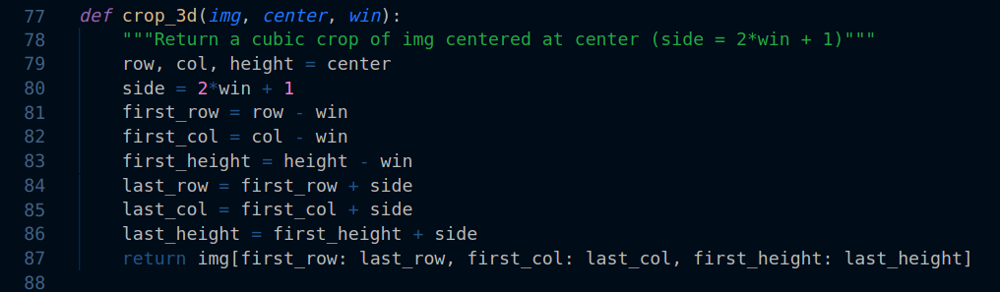 77 def crop_3d(img, center, win):
78 """Return a cubic crop of img centered at center (side = 2*win + 1)"""
79 row, col, height = center
80 side = 2*win + 1
81 first_row = row - win
82 first_col = col - win
83 first_height = height - win
84 last_row = first_row + side
85 last_col = first_col + side
86 last_height = first_height + side
87 return img[first_row: last_row, first_col: last_col, first_height: last_height]
88